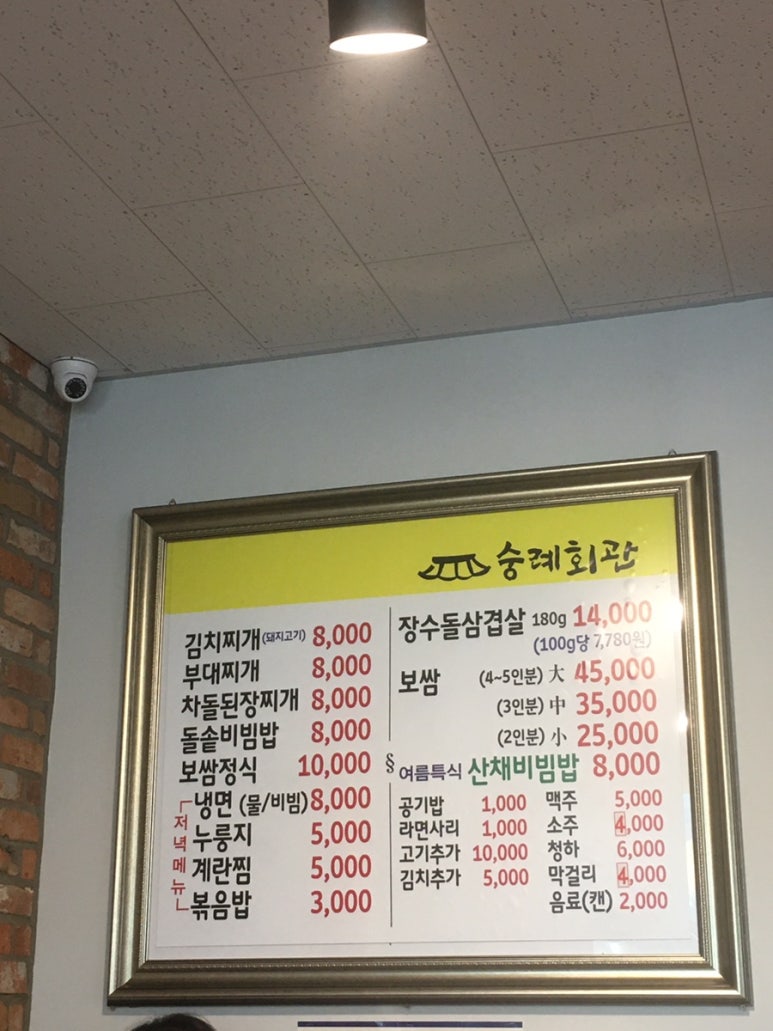 숭례회관
김치찌개(돼지고기) 8,000
부대찌개 8,000
차돌된장찌개 8,000
돌솥비빔밥 8,000
보쌈정식 10,000
저녁메뉴
냉면 (물/비빔) 8,000
누룽지 5,000
계란찜 5,000
볶음밥 3,000
장수돌삼겹살 180g 14,000
(100g당 7,780원)
보쌈 (4~5인분) 大 45,000
(3인분) 中 35,000
(2인분) 小 25,000
§ 여름특식 산채비빔밥 8,000
공기밥 1,000
라면사리 1,000
고기추가 10,000
김치추가 5,000
맥주 5,000
소주 4,000
청하 6,000
막걸리 4,000
음료(캔) 2,000